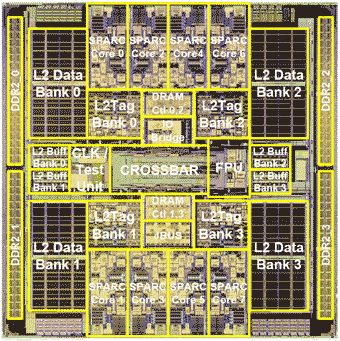 SPARC Core 0
SPARC Core 2
SPARC Core4
SPARC Core 6
DDR2_0
L2 Data Bank 0
L2Tag Bank 0
DRAM Ctl 0,2
L2Tag Bank 2
L2 Data Bank 2
DDR2_2
I/O Bridge
L2 Buff Bank 0
L2 Buff Bank 1
CLK / Test Unit
CROSSBAR
FPU
L2 Buff Bank 2
L2 Buff Bank 3
DDR2_1
L2 Data Bank 1
L2Tag Bank 1
DRAM Ctl 1,3
JBUS
L2Tag Bank 3
L2 Data Bank 3
DDR2_3
SPARC Core 1
SPARC Core 3
SPARC Core 5
SPARC Core 7